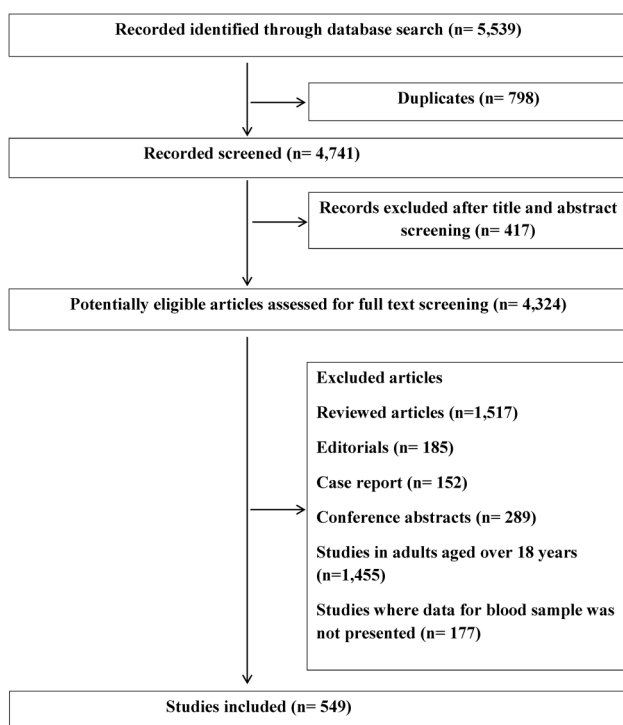 Recorded identified through database search (n= 5,539)
Duplicates (n= 798)
Recorded screened (n= 4,741)
Records excluded after title and abstract
screening (n= 417)
Potentially eligible articles assessed for full text screening (n= 4,324)
Excluded articles
Reviewed articles (n=1,517)
Editorials (n= 185)
Case report (n= 152)
Conference abstracts (n= 289)
Studies in adults aged over 18 years
(n=1,455)
Studies where data for blood sample was
not presented (n= 177)
Studies included (n= 549)